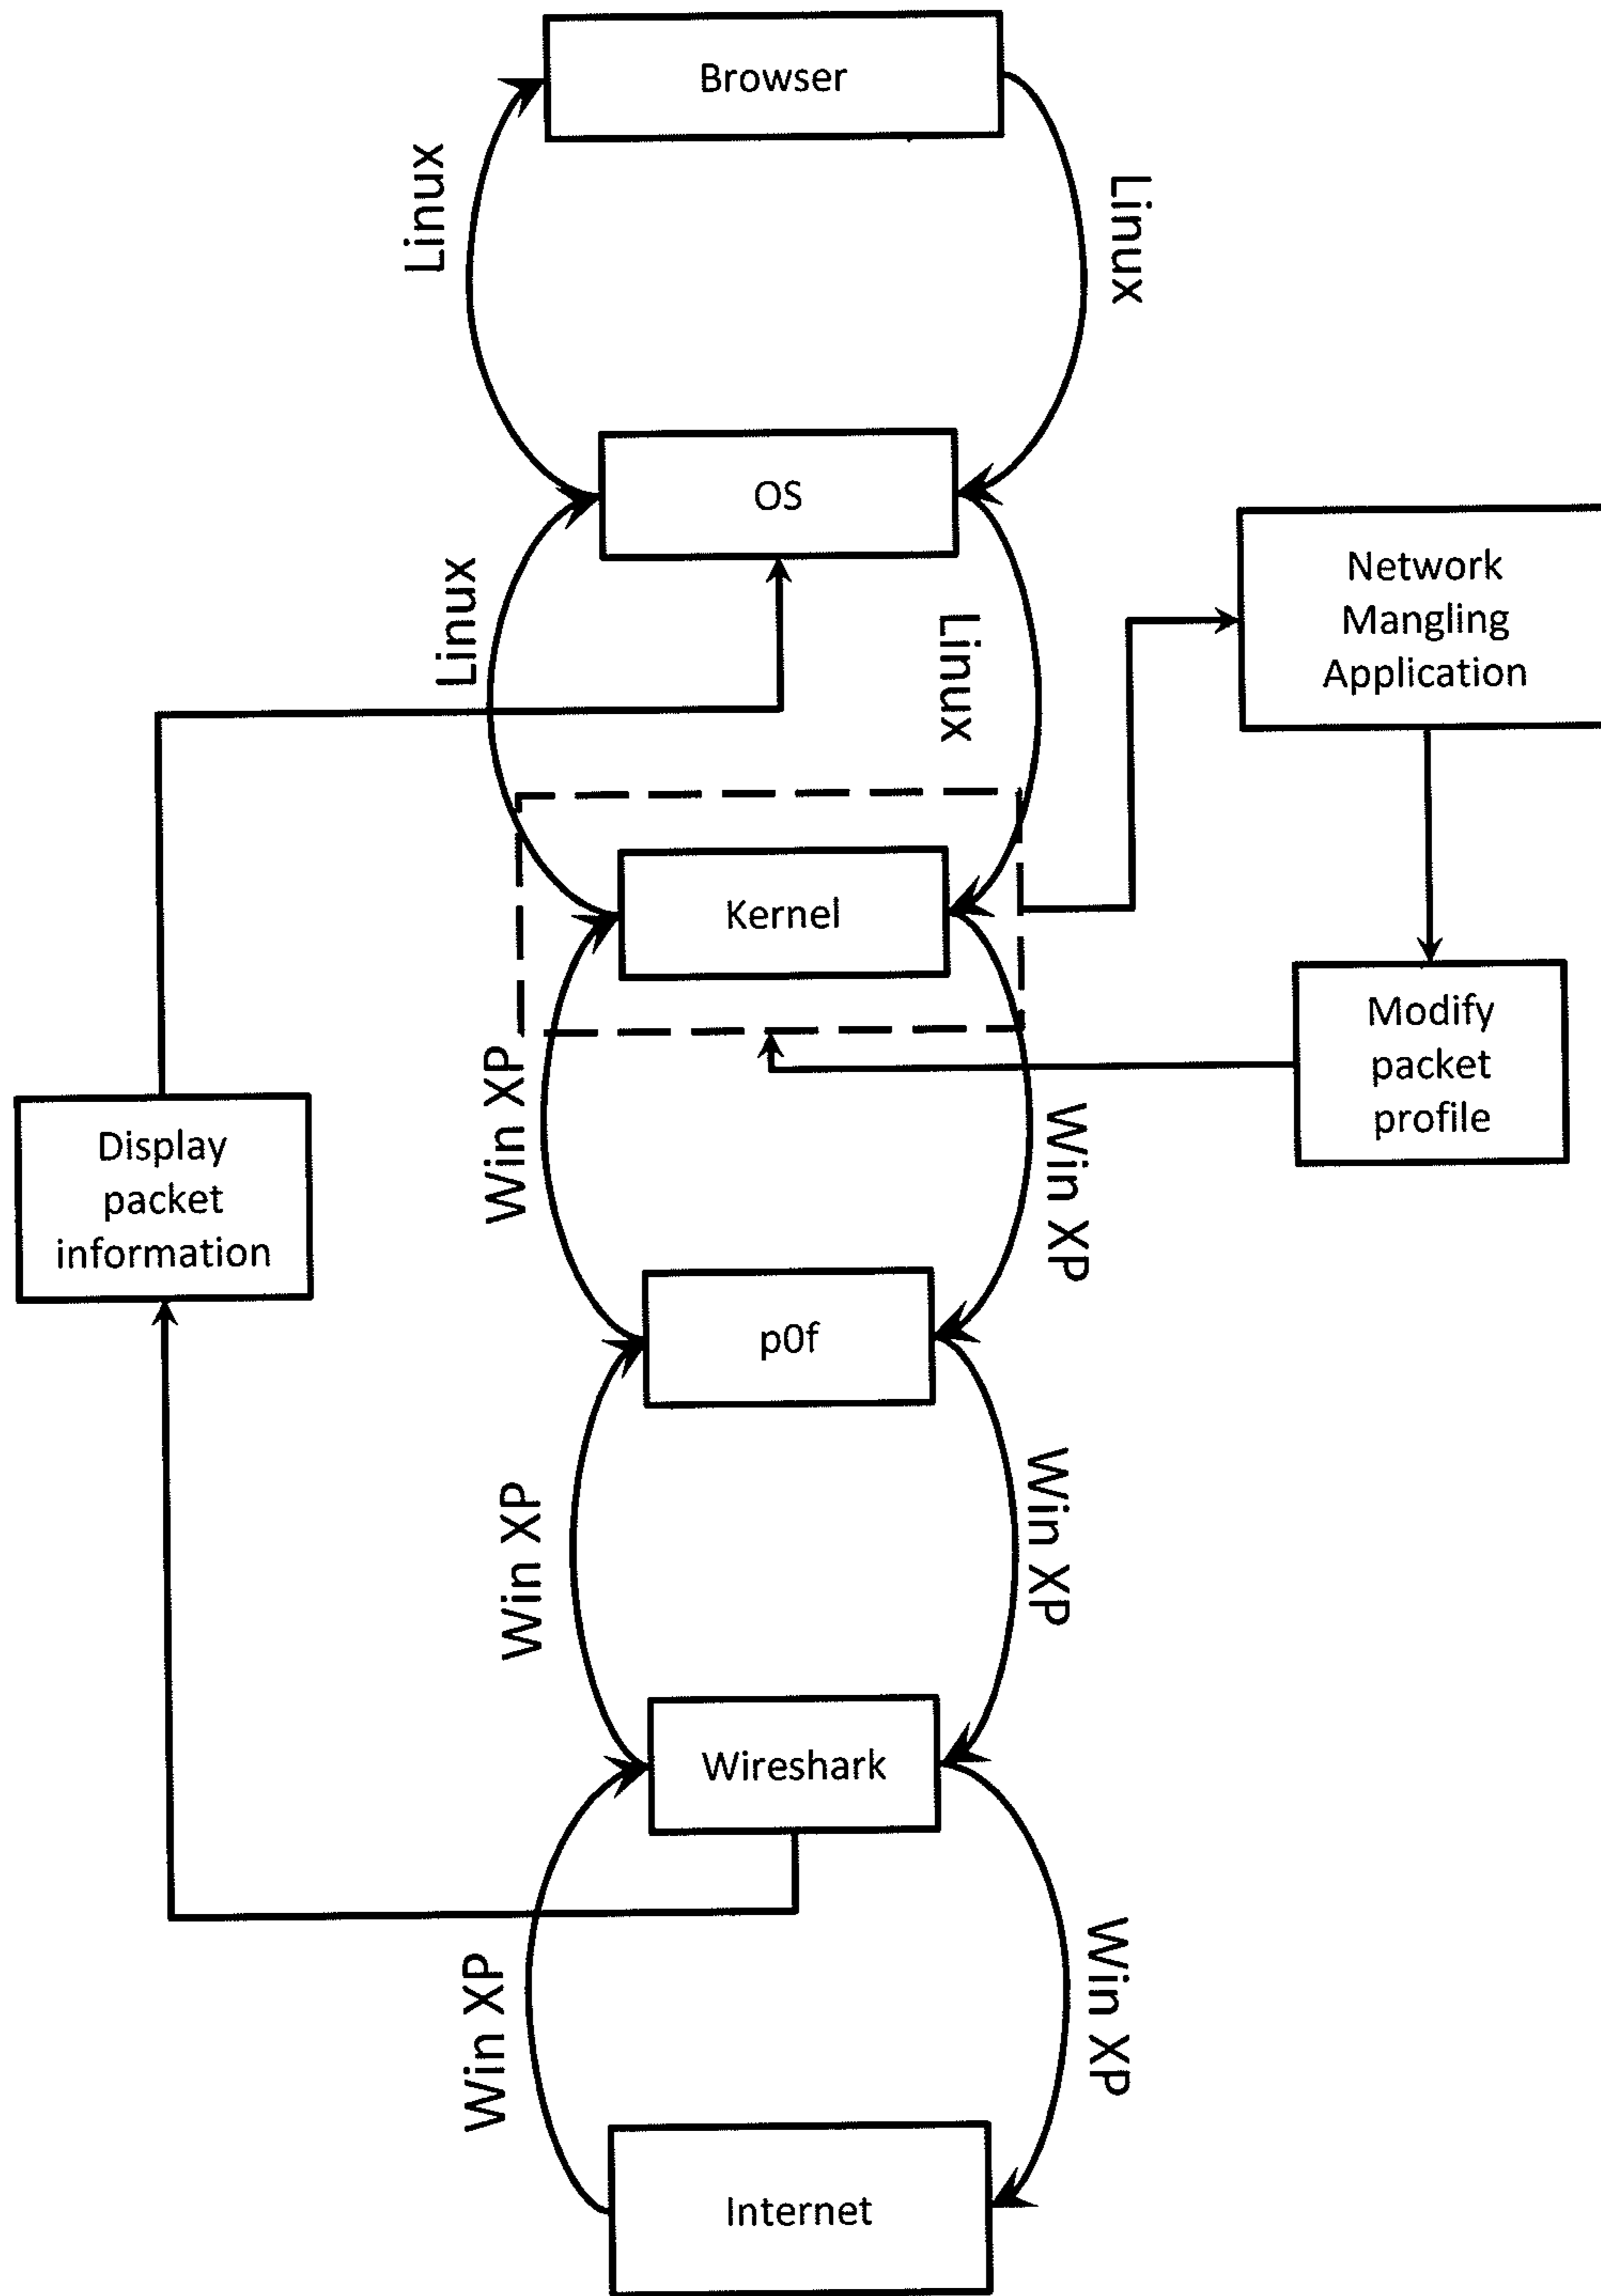 Browser
Linux
Linux
OS
Linux
Linux
Network
Mangling
Application
Kernel
Modify
packet
profile
Win XP
Win XP
Display
packet
information
p0f
Win XP
Win XP
Wireshark
Win XP
Win XP
Internet